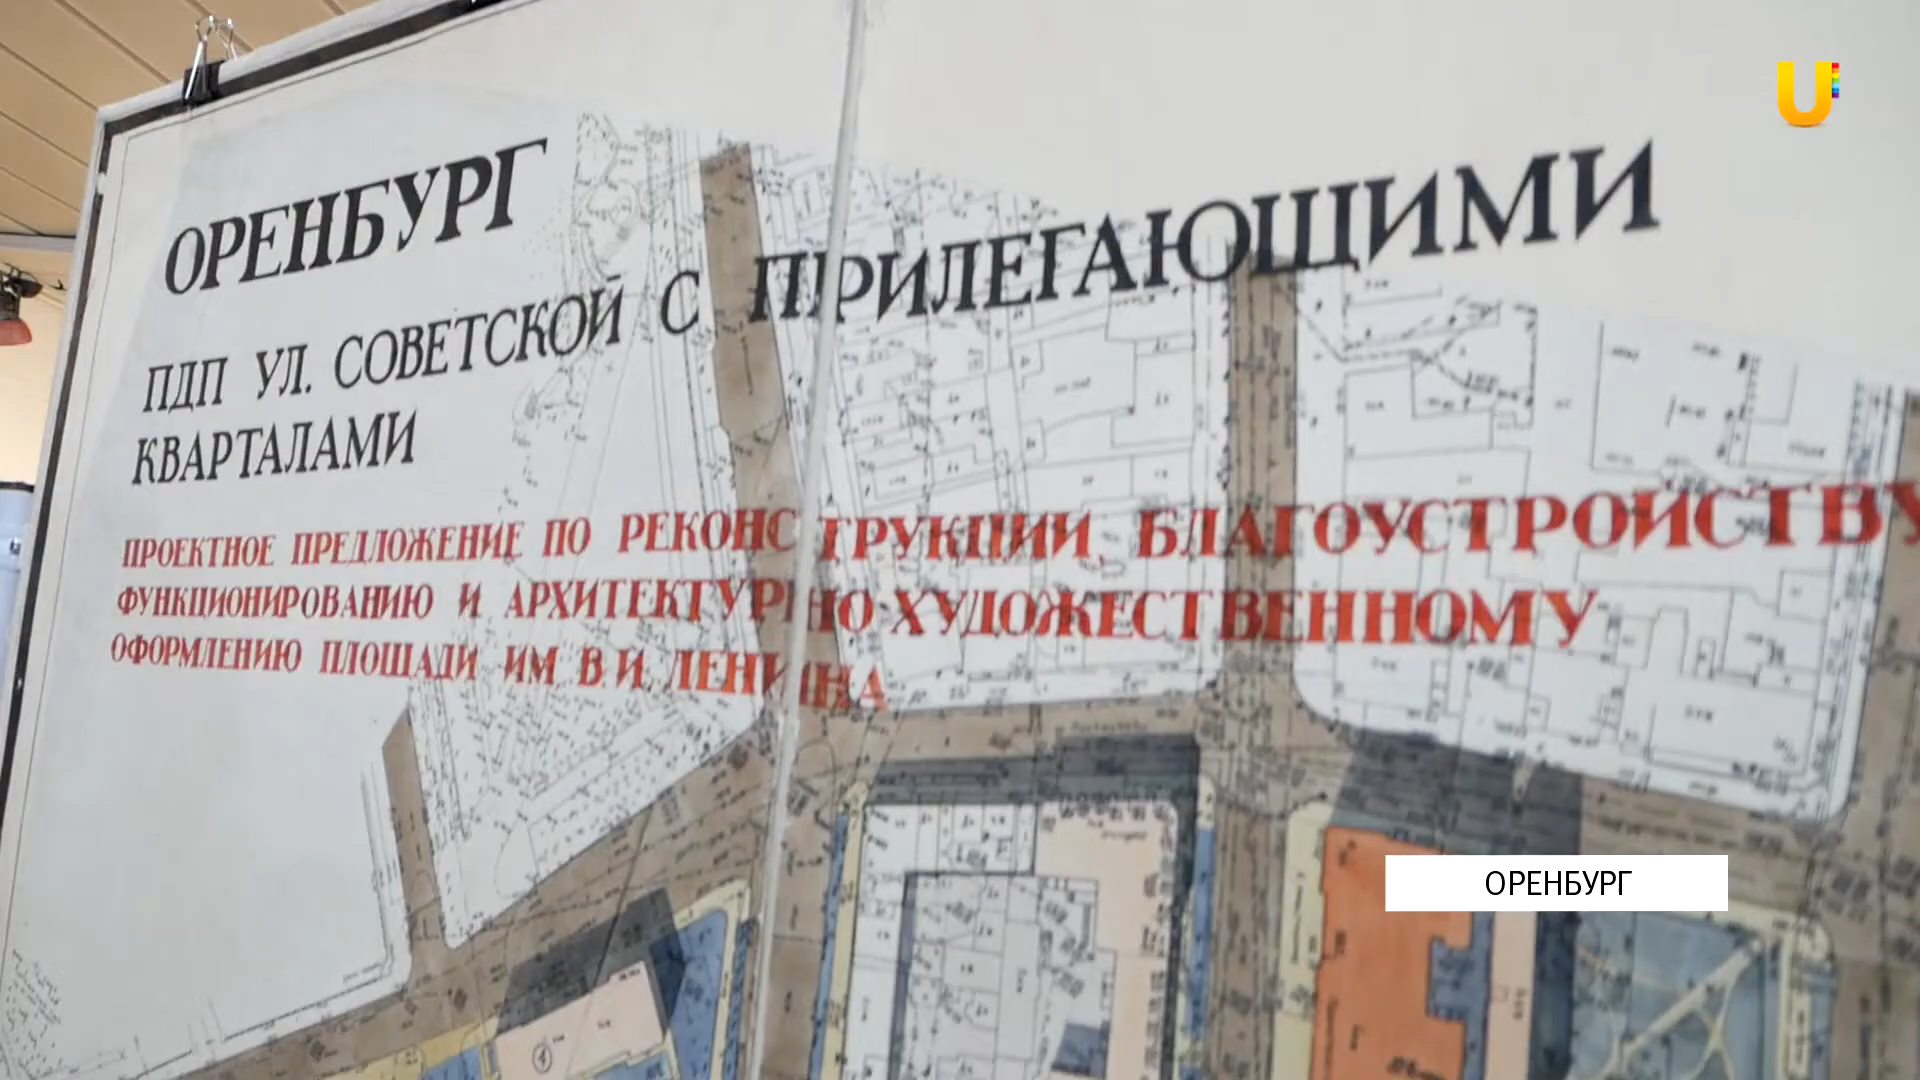 ОРЕНБУРГ
ПДП УЛ. СОВЕТСКОЙ С ПРИЛЕГАЮЩИМИ
КВАРТАЛАМИ
ПРОЕКТНОЕ ПРЕДЛОЖЕНИЕ ПО РЕКОНСТРУКЦИИ, БЛАГОУСТРОЙСТВУ
ФУНКЦИОНИРОВАНИЮ И АРХИТЕКТУРНО ХУДОЖЕСТВЕННОМУ
ОФОРМЛЕНИЮ ПЛОЩАДИ ИМ В.И. ЛЕНИНА
U
ОРЕНБУРГ
4